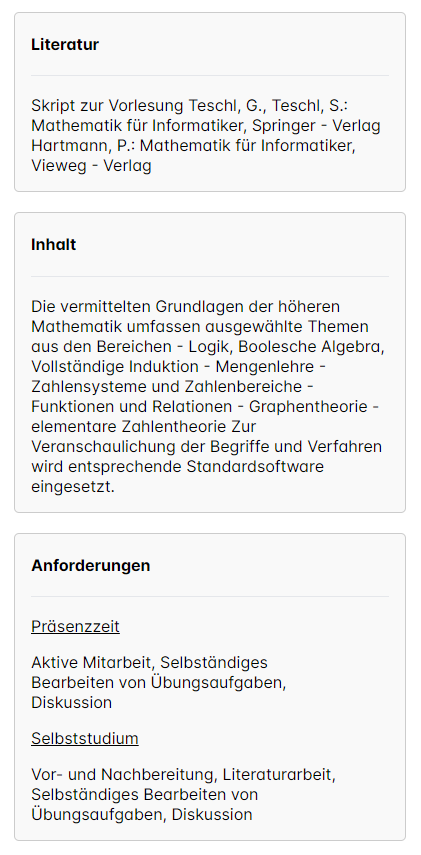 Literatur
Skript zur Vorlesung Teschl, G., Teschl, S.:
Mathematik für Informatiker, Springer - Verlag
Hartmann, P.: Mathematik für Informatiker,
Vieweg - Verlag
Inhalt
Die vermittelten Grundlagen der höheren
Mathematik umfassen ausgewählte Themen
aus den Bereichen - Logik, Boolesche Algebra,
Vollständige Induktion - Mengenlehre -
Zahlensysteme und Zahlenbereiche -
Funktionen und Relationen - Graphentheorie -
elementare Zahlentheorie Zur
Veranschaulichung der Begriffe und Verfahren
wird entsprechende Standardsoftware
eingesetzt.
Anforderungen
Präsenzzeit
Aktive Mitarbeit, Selbständiges
Bearbeiten von Übungsaufgaben,
Diskussion
Selbststudium
Vor- und Nachbereitung, Literaturarbeit,
Selbständiges Bearbeiten von
Übungsaufgaben, Diskussion